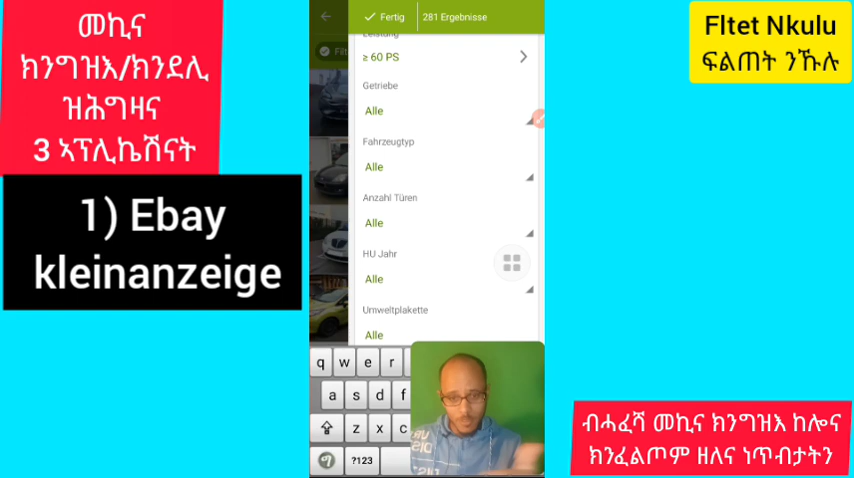 መኪና
ክንግዝእ/ክንደሊ
ዝሕግዛና
3 ኣፕሊኬሽናት
1) Ebay
kleinanzeige
Fertig
281 Ergebnisse
Filt
Leistung
≥ 60 PS
Getriebe
Alle
Fahrzeugtyp
Alle
Anzahl Türen
Alle
HU Jahr
Alle
Umweltplakette
Alle
q w e r
a s d f
z x c
?123
Fltet Nkulu
ፍልጠት ንኹሉ
ብሓፈሻ መኪና ክንግዝእ ከሎና
ክንፈልጦም ዘለና ነጥብታትን